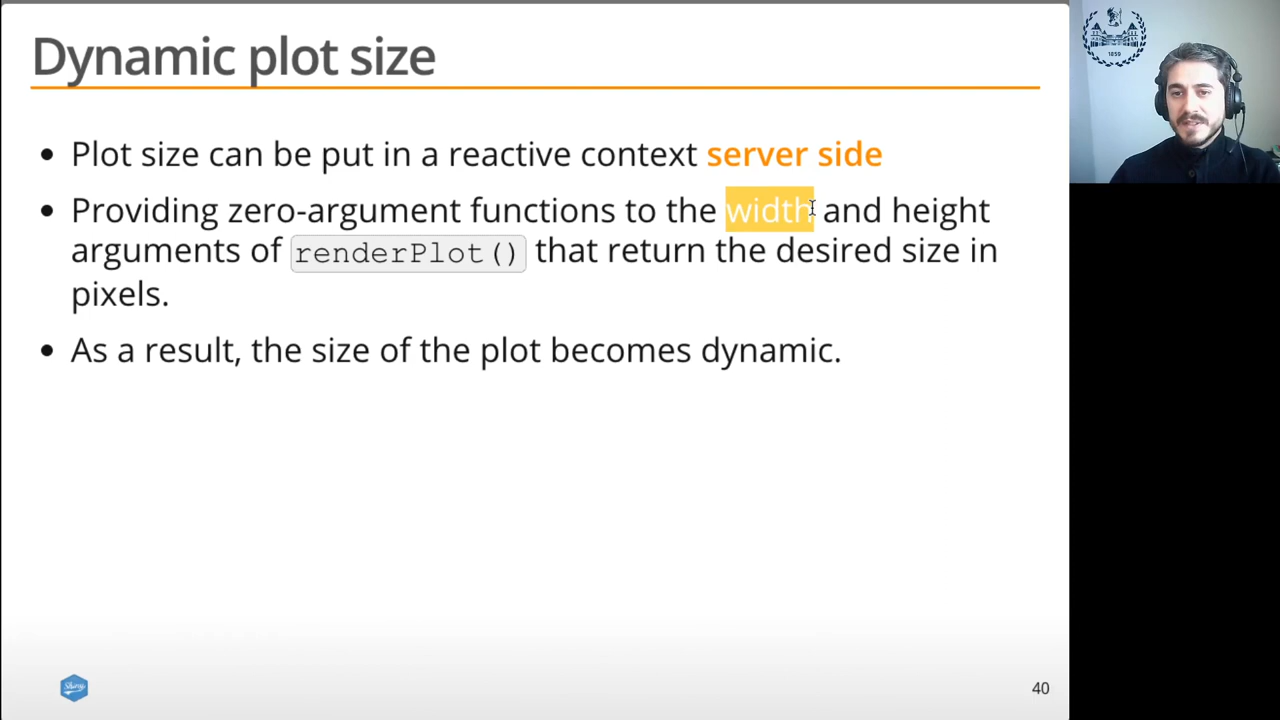 Dynamic plot size
1859
Plot size can be put in a reactive context server side
Providing zero-argument functions to the width and height
arguments of renderPlot() that return the desired size in
pixels.
As a result, the size of the plot becomes dynamic.
Shiny
40